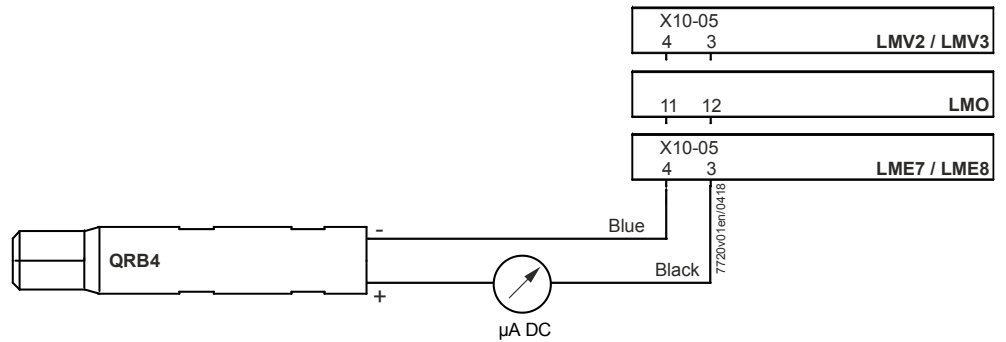 X10-05
4 3 LMV2 / LMV3
11 12 LMO
X10-05
4 3 LME7 / LME8
7720v01en/0418
Blue
-
QRB4
Black
+
µA DC